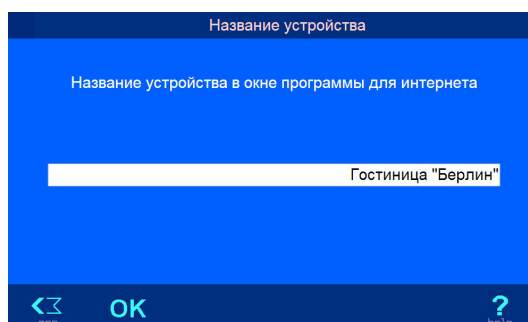 Название устройства
Название устройства в окне программы для интернета
Гостиница "Берлин"
OK
?